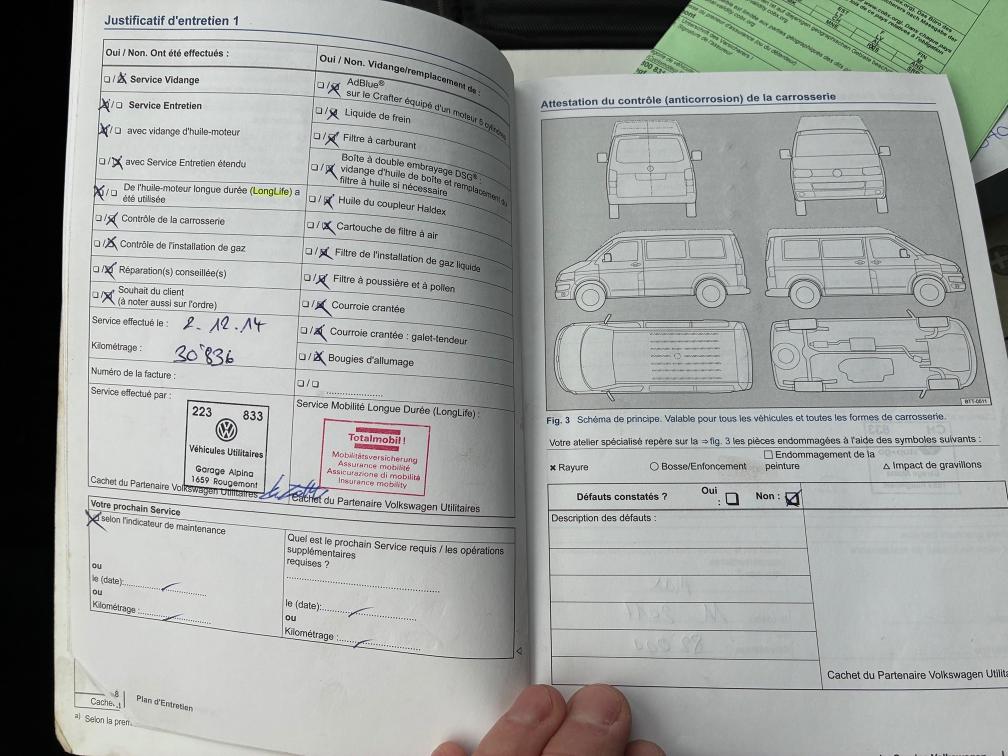 Justificatif d'entretien 1
Oui / Non. Ont été effectués :
❏ / ❏ Service Vidange
❏ / ❏ Service Entretien
❏ / ❏ avec vidange d'huile-moteur
❏ / ❏ avec Service Entretien étendu
❏ / ❏ De l'huile-moteur longue durée (LongLife) a
été utilisée
❏ / ❏ Contrôle de la carrosserie
❏ / ❏ Contrôle de l'installation de gaz
❏ / ❏ Réparation(s) conseillée(s)
❏ / ❏ Souhait du client
(à noter aussi sur l'ordre)
Service effectué le : 2.12.14
Kilométrage : 30'836
Numéro de la facture :
Service effectué par :
223 833
Véhicules Utilitaires
Garage Alpina
1659 Rougemont
Cachet du Partenaire Volkswagen Utilitaires
Oui / Non. Vidange/remplacement de :
❏ / ❏ AdBlue®
sur le Crafter équipé d'un moteur 5 cylindres
❏ / ❏ Liquide de frein
❏ / ❏ Filtre à carburant
❏ / ❏ Boîte à double embrayage DSG® :
vidange d'huile de boîte et remplacement du
filtre à huile si nécessaire
❏ / ❏ Huile du coupleur Haldex
❏ / ❏ Cartouche de filtre à air
❏ / ❏ Filtre de l'installation de gaz liquide
❏ / ❏ Filtre à poussière et à pollen
❏ / ❏ Courroie crantée
❏ / ❏ Courroie crantée : galet-tendeur
❏ / ❏ Bougies d'allumage
❏ / ❏
Service Mobilité Longue Durée (LongLife) :
Totalmobil!
Mobilitätsversicherung
Assurance mobilité
Assicurazione di mobilità
Insurance mobility
Cachet du Partenaire Volkswagen Utilitaires
Votre prochain Service
❏ selon l'indicateur de maintenance
ou
le (date):
ou
Kilométrage :
Quel est le prochain Service requis / les opérations
supplémentaires
requises ?
le (date):
ou
Kilométrage :
8
Plan d'Entretien
a) Selon la prem
Attestation du contrôle (anticorrosion) de la carrosserie
BTT-0511
Fig. 3 Schéma de principe. Valable pour tous les véhicules et toutes les formes de carrosserie.
Votre atelier spécialisé repère sur la ⇒ fig. 3 les pièces endommagées à l'aide des symboles suivants :
✖ Rayure
○ Bosse/Enfoncement
❏ Endommagement de la
peinture
△ Impact de gravillons
Défauts constatés ?
Oui
: ❏
Non : ❏
Description des défauts :
Cachet du Partenaire Volkswagen Utilita